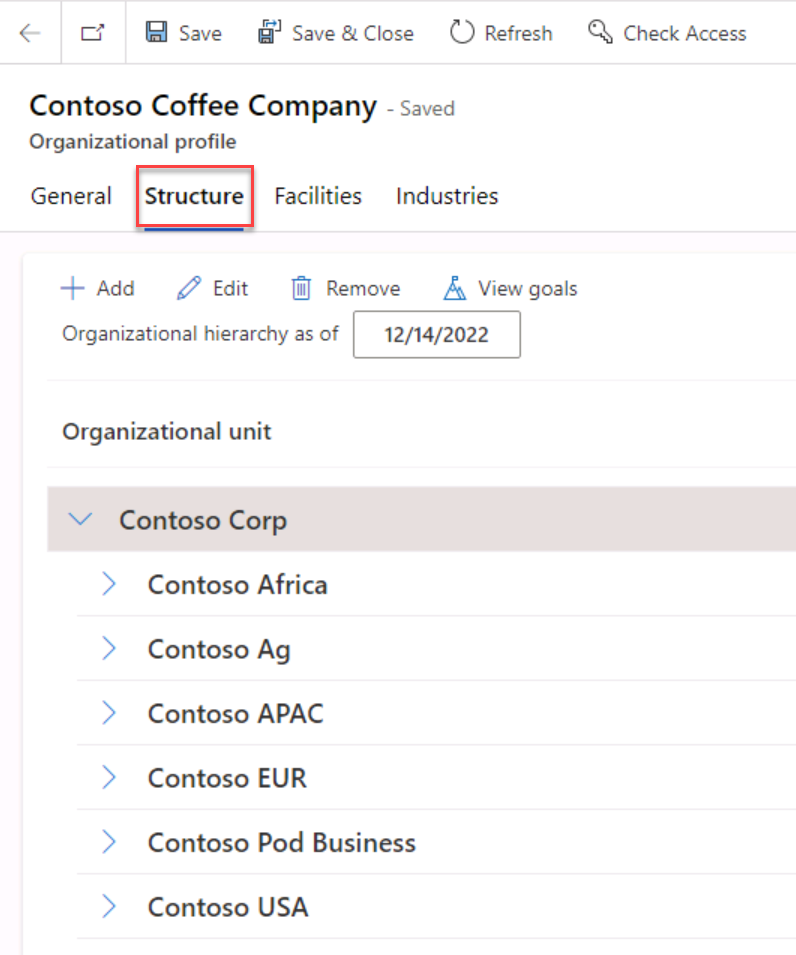 Save Save & Close Refresh Check Access
Contoso Coffee Company - Saved
Organizational profile
General Structure Facilities Industries
Add Edit Remove View goals
Organizational hierarchy as of 12/14/2022
Organizational unit
Contoso Corp
Contoso Africa
Contoso Ag
Contoso APAC
Contoso EUR
Contoso Pod Business
Contoso USA